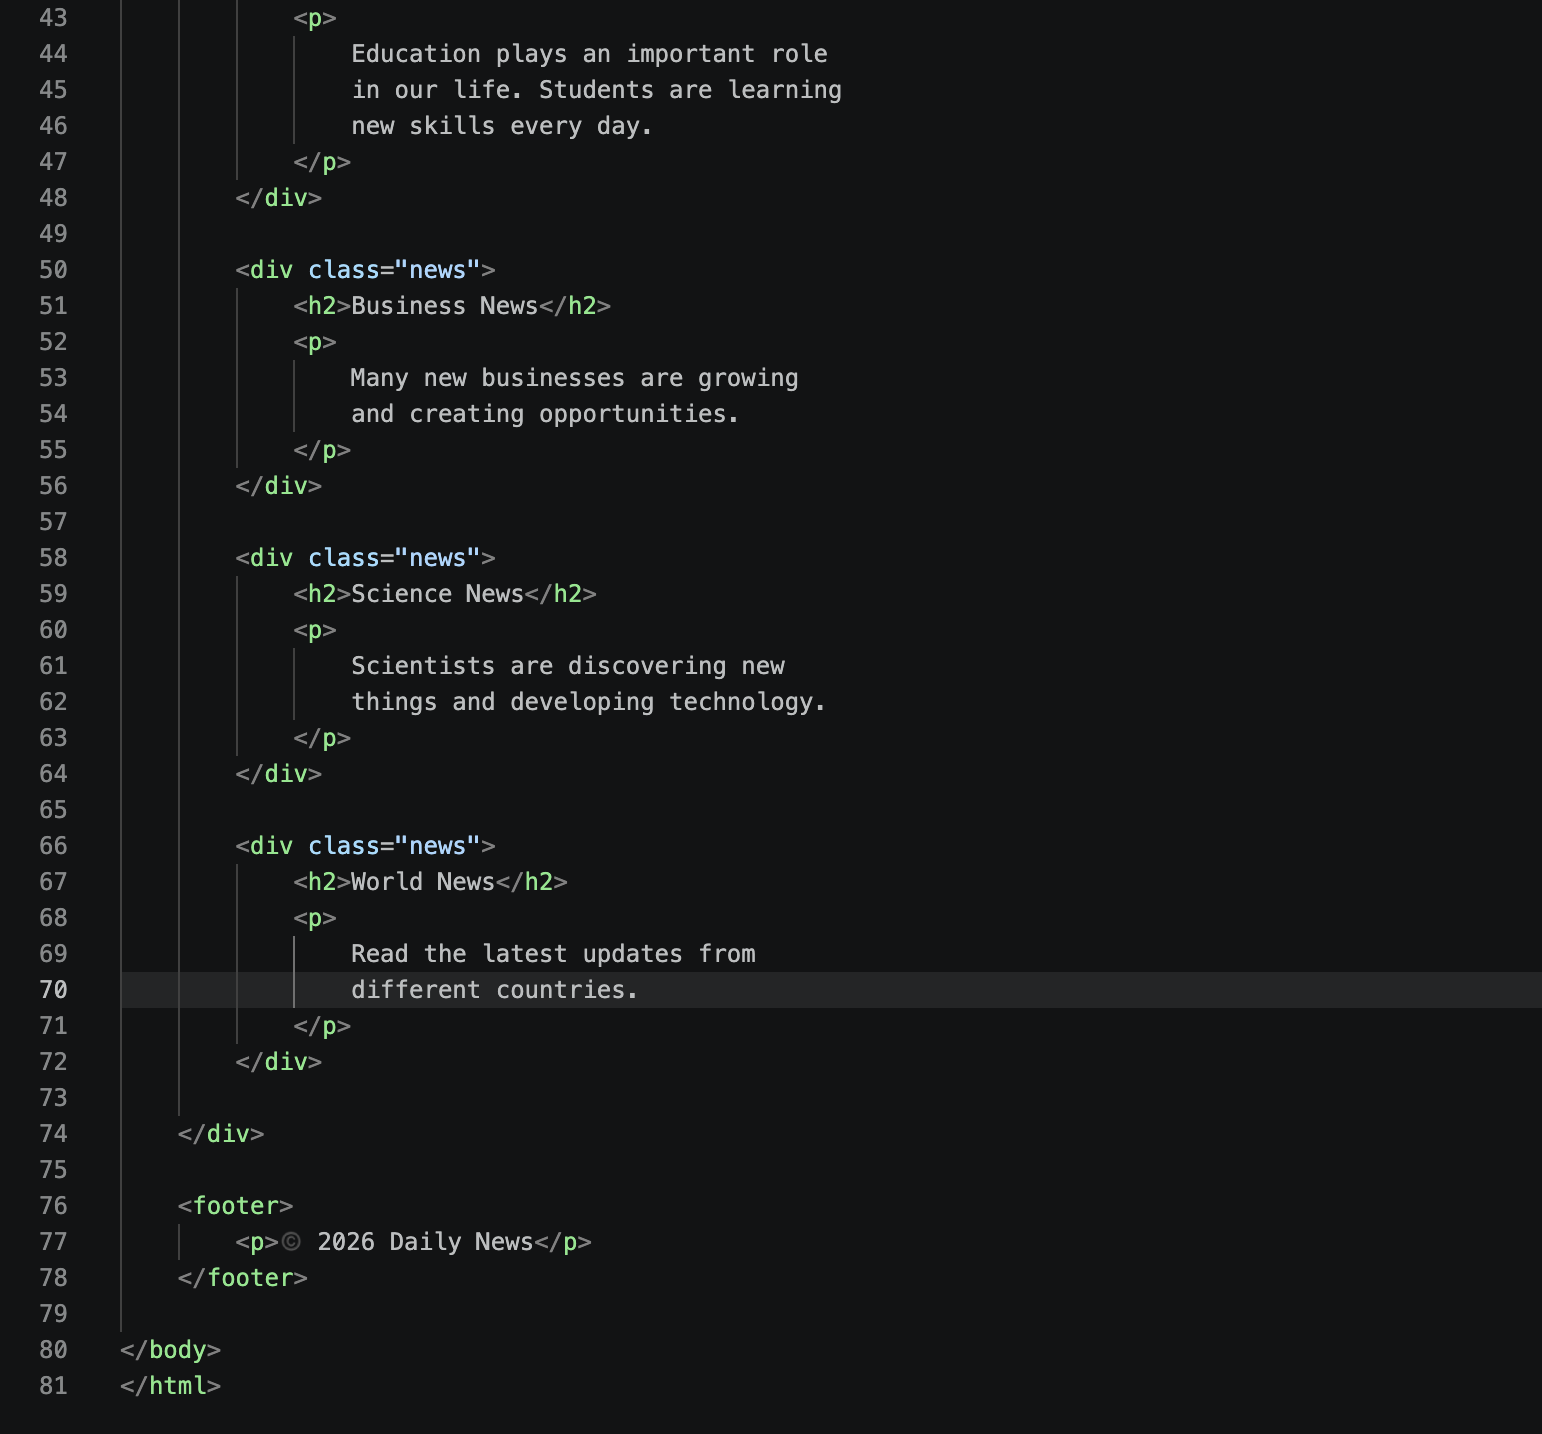 43                <p>
44                    Education plays an important role
45                    in our life. Students are learning
46                    new skills every day.
47                </p>
48            </div>
49
50            <div class="news">
51                <h2>Business News</h2>
52                <p>
53                    Many new businesses are growing
54                    and creating opportunities.
55                </p>
56            </div>
57
58            <div class="news">
59                <h2>Science News</h2>
60                <p>
61                    Scientists are discovering new
62                    things and developing technology.
63                </p>
64            </div>
65
66            <div class="news">
67                <h2>World News</h2>
68                <p>
69                    Read the latest updates from
70                    different countries.
71                </p>
72            </div>
73
74        </div>
75
76        <footer>
77            <p>© 2026 Daily News</p>
78        </footer>
79
80    </body>
81    </html>